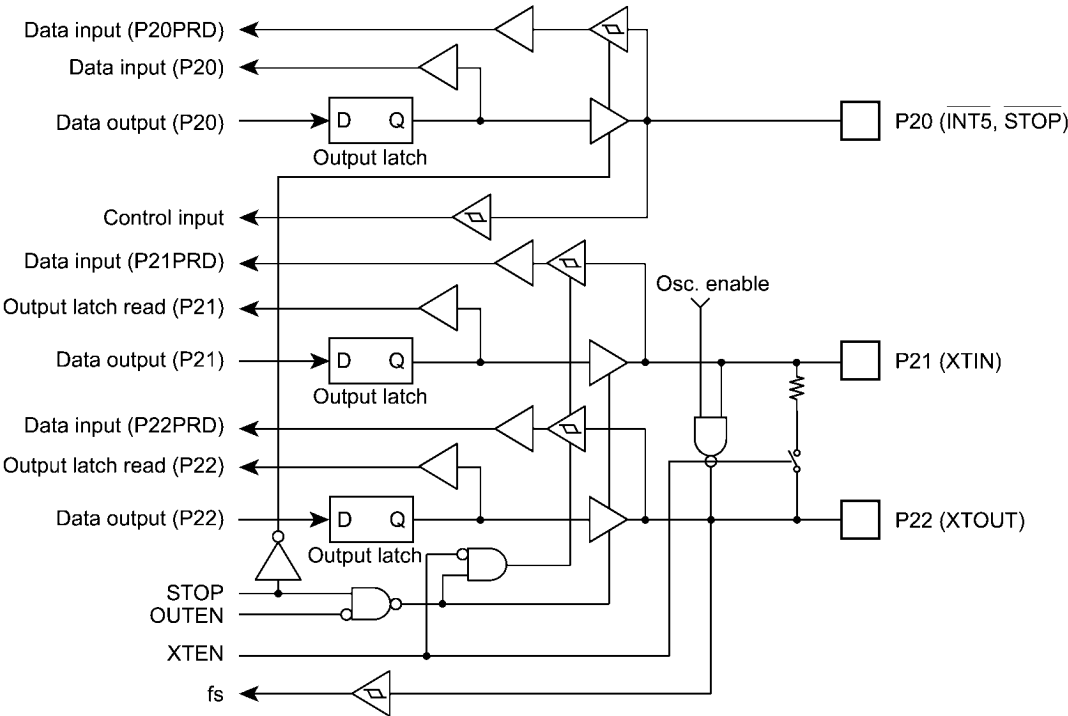 Data input (P20PRD)
Data input (P20)
Data output (P20)
D Q
Output latch
P20 (INT5, STOP)
Control input
Data input (P21PRD)
Osc. enable
Output latch read (P21)
Data output (P21)
D Q
Output latch
P21 (XTIN)
Data input (P22PRD)
Output latch read (P22)
Data output (P22)
D Q
Output latch
P22 (XTOUT)
STOP
OUTEN
XTEN
fs